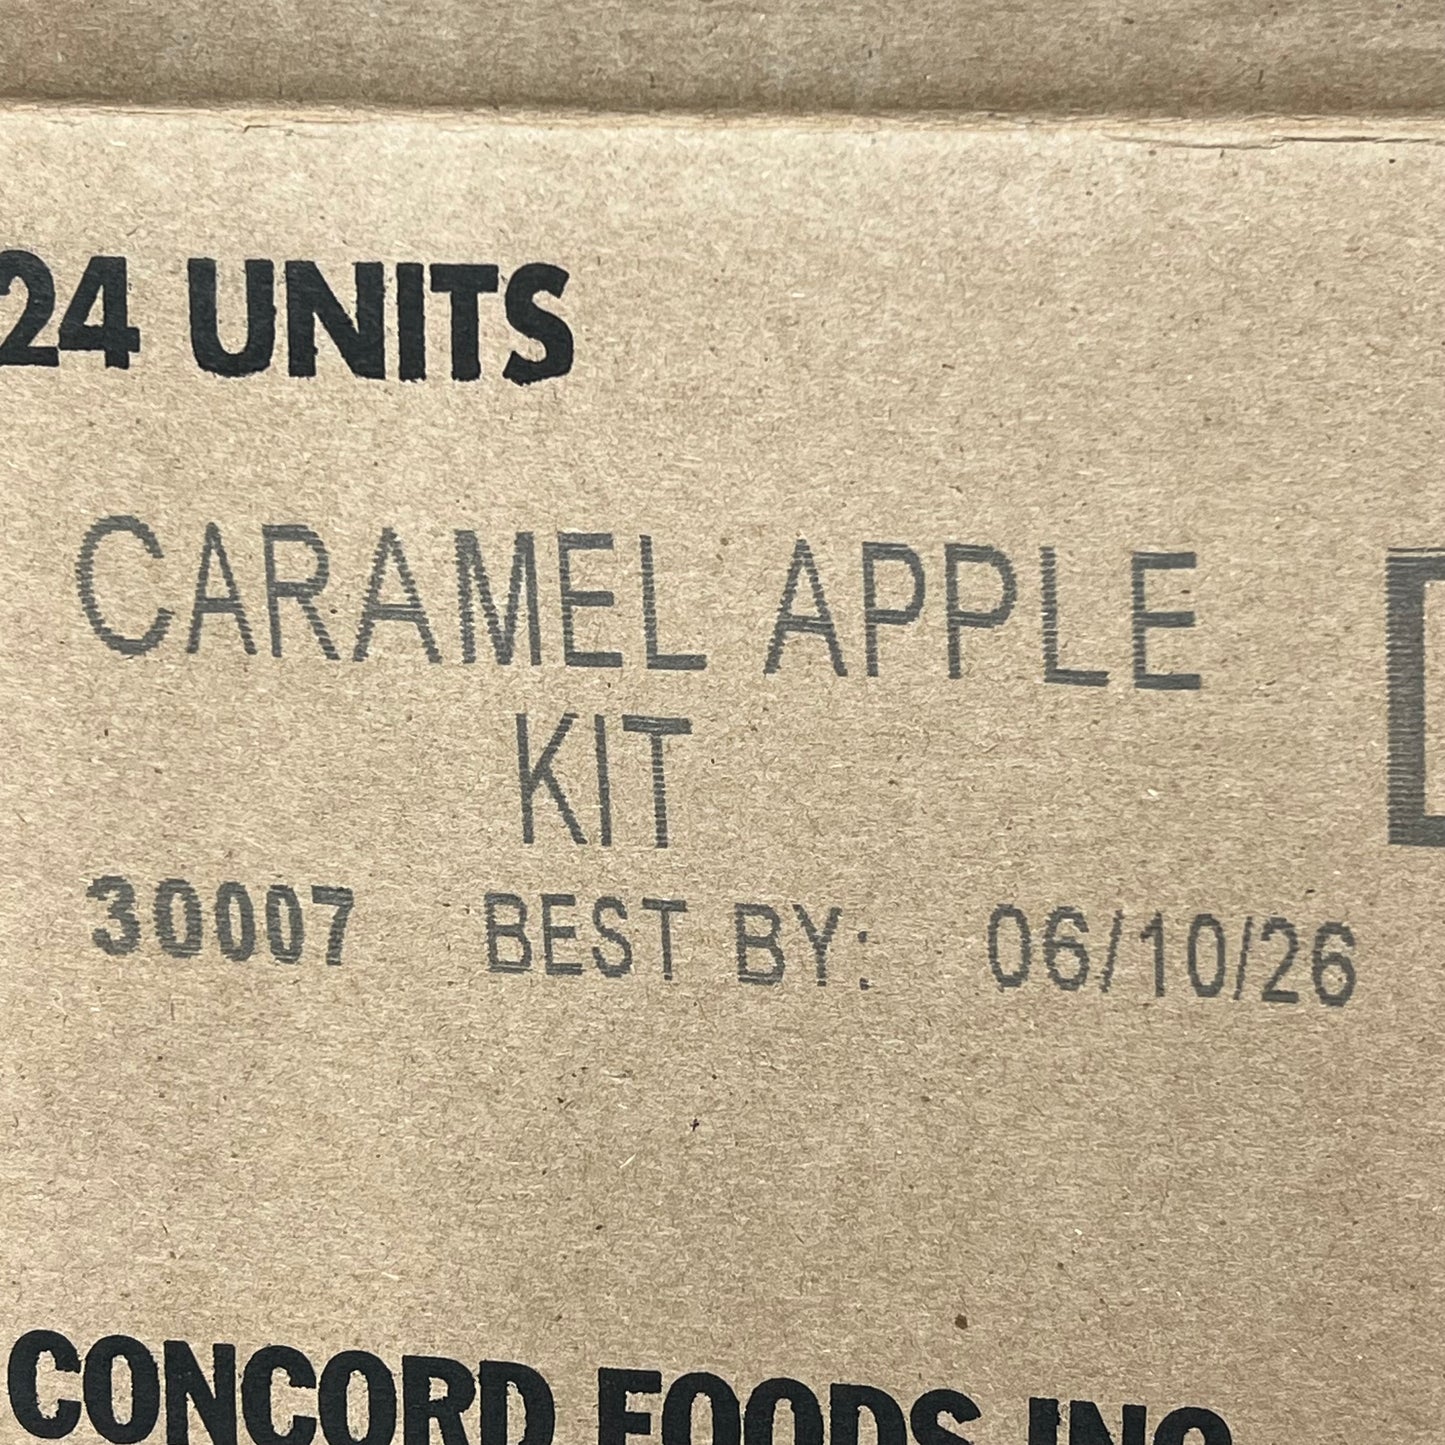 24 UNITS
CARAMEL APPLE
KIT
30007 BEST BY: 06/10/26
CONCORD FOODS INC